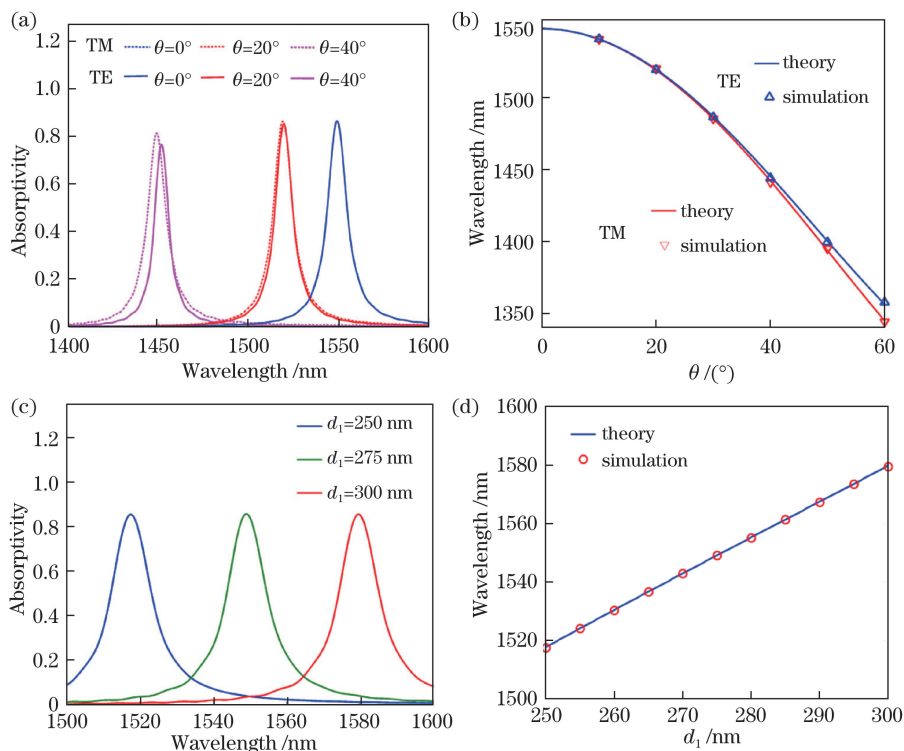 (a)
1.2
1.0
0.8
0.6
0.4
0.2
0
Absorptivity
TM θ=0° θ=20° θ=40°
TE θ=0° θ=20° θ=40°
1400 1450 1500 1550 1600
Wavelength /nm
(b)
1550
1500
1450
1400
1350
Wavelength /nm
TE
theory
simulation
TM
theory
simulation
0 20 40 60
θ /(°)
(c)
1.2
1.0
0.8
0.6
0.4
0.2
0
Absorptivity
d₁=250 nm
d₁=275 nm
d₁=300 nm
1500 1520 1540 1560 1580 1600
Wavelength /nm
(d)
1600
1580
1560
1540
1520
1500
Wavelength /nm
theory
simulation
250 260 270 280 290 300
d₁ /nm